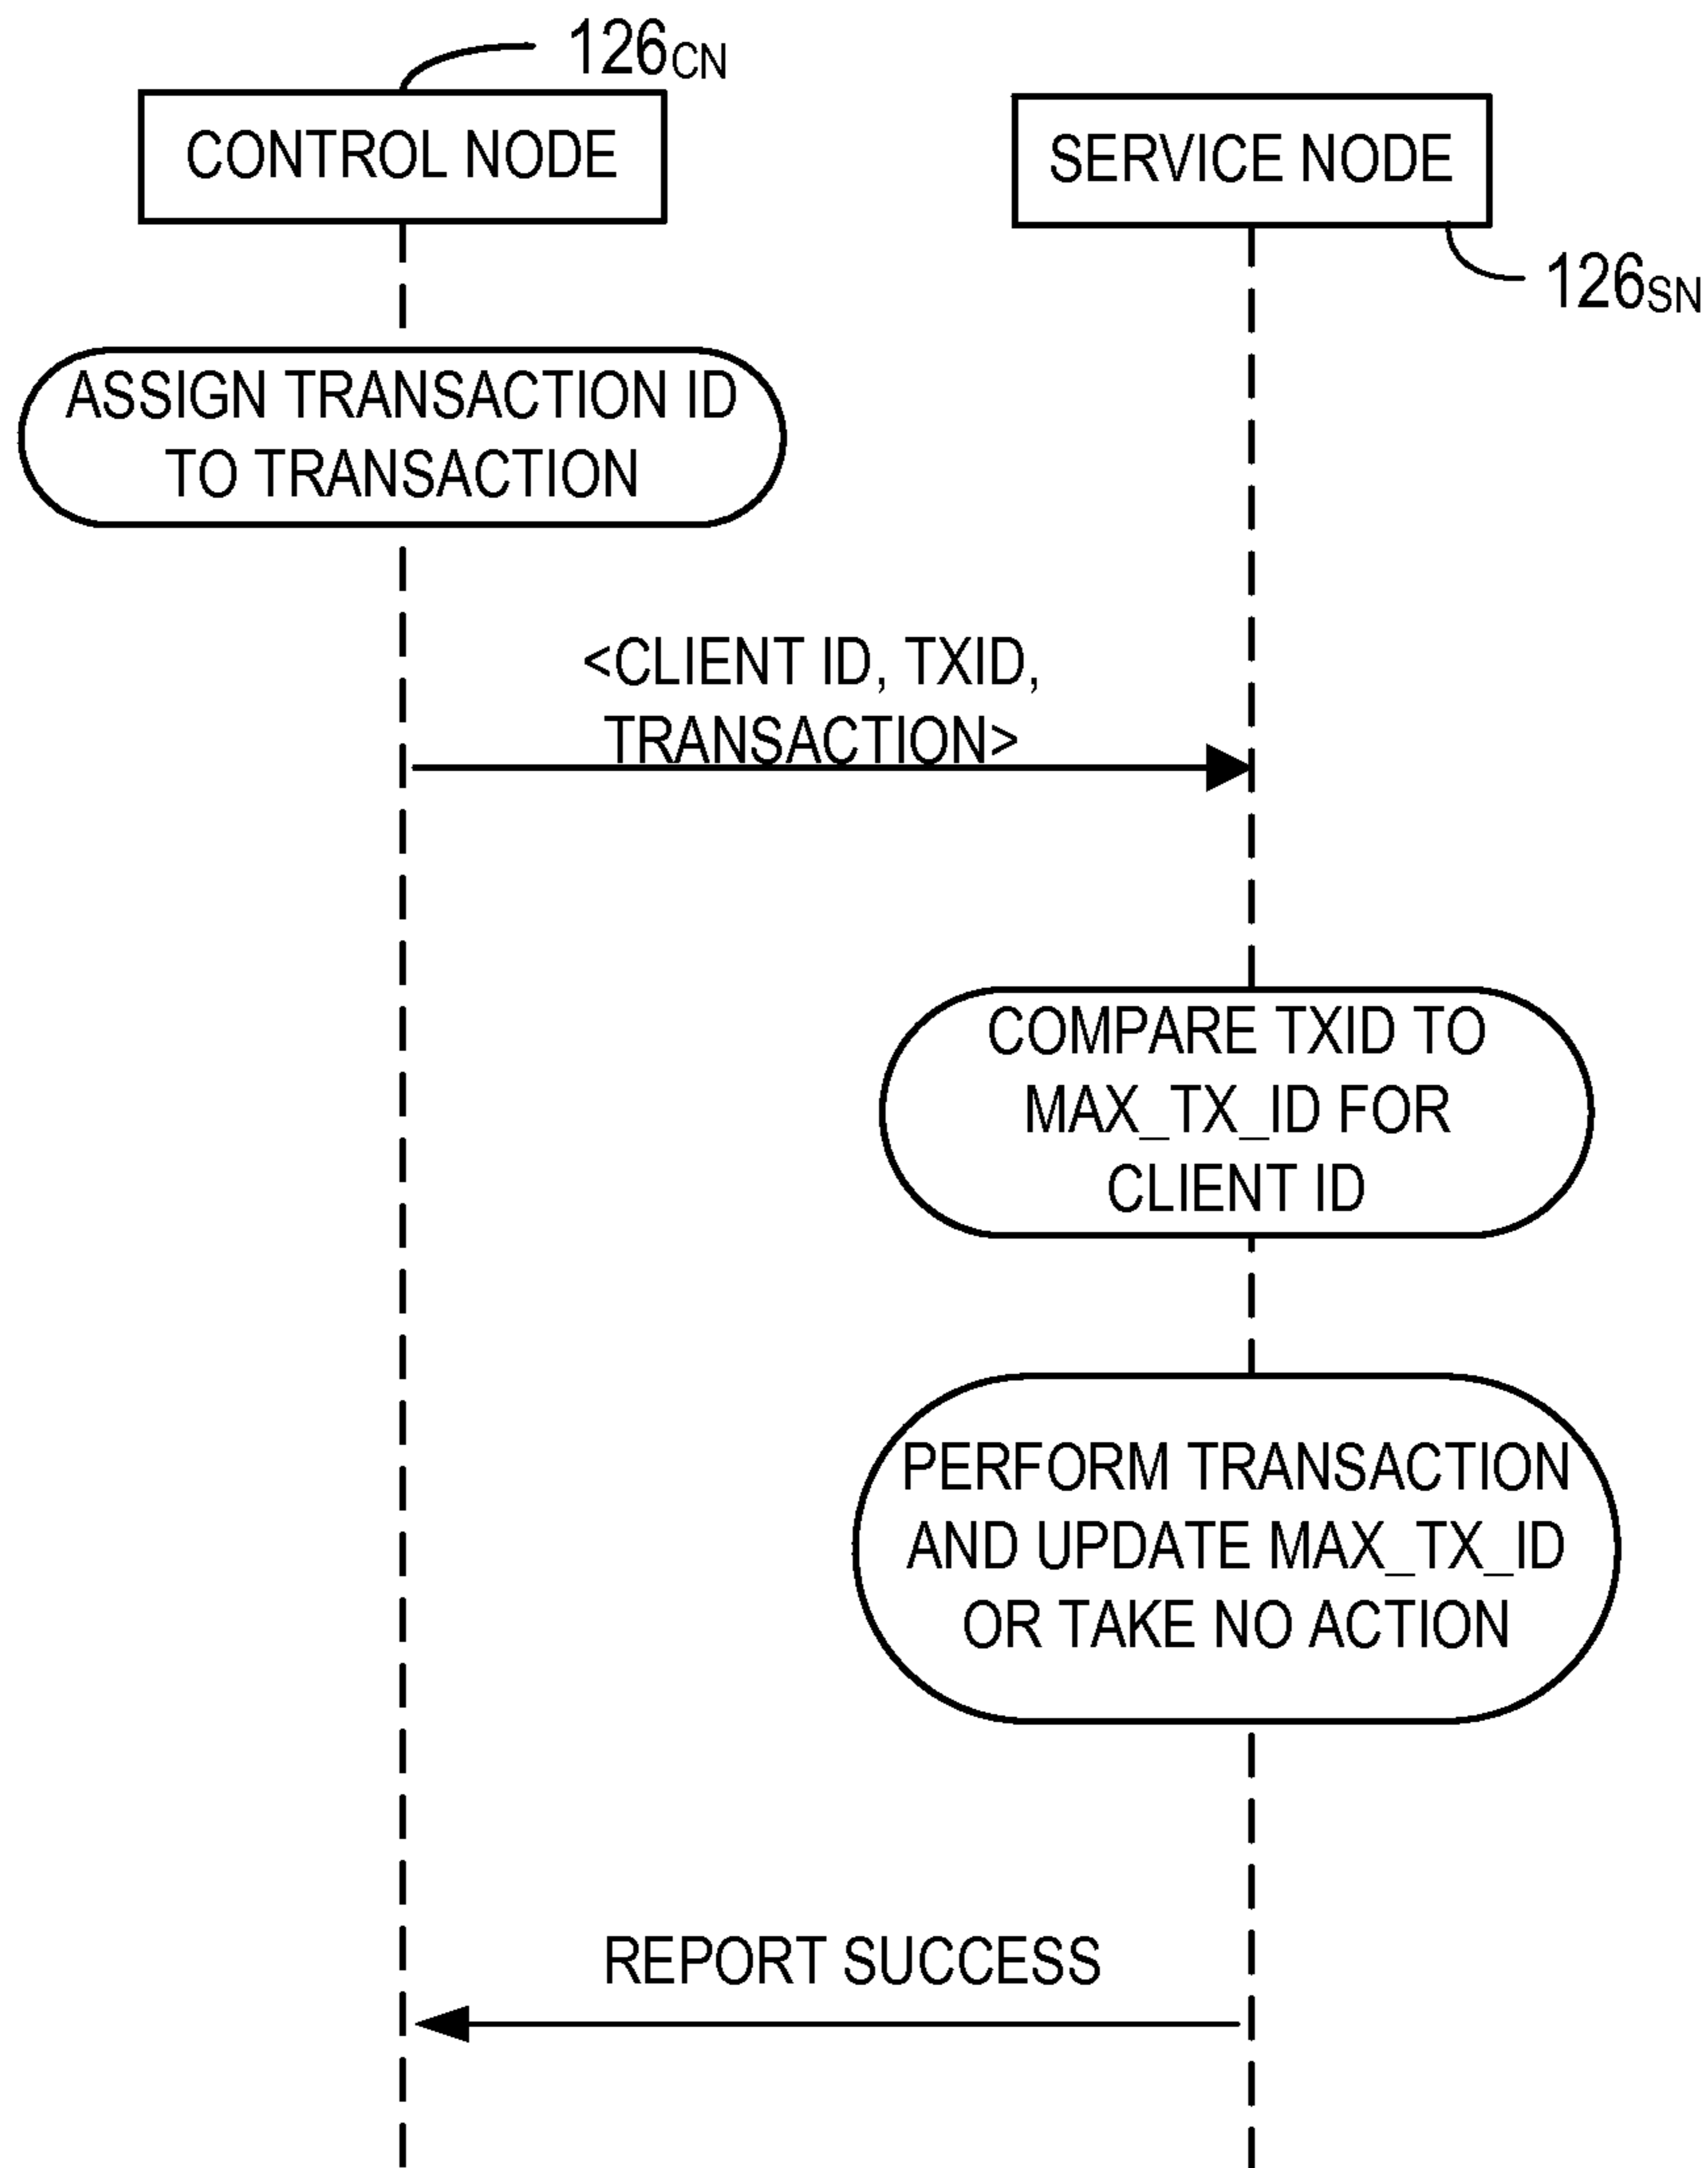 126CN
CONTROL NODE
SERVICE NODE
126SN
ASSIGN TRANSACTION ID
TO TRANSACTION
<CLIENT ID, TXID,
TRANSACTION>
COMPARE TXID TO
MAX_TX_ID FOR
CLIENT ID
PERFORM TRANSACTION
AND UPDATE MAX_TX_ID
OR TAKE NO ACTION
REPORT SUCCESS